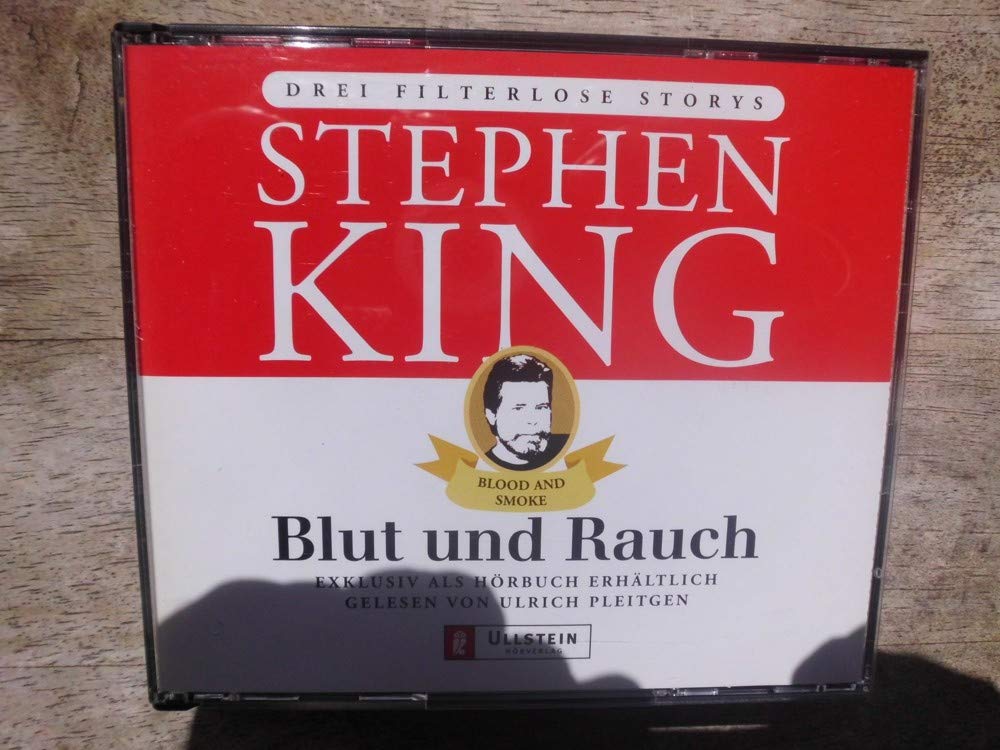 DREI FILTERLOSE STORYS
STEPHEN
KING
BLOOD AND
SMOKE
Blut und Rauch
EXKLUSIV ALS HÖRBUCH ERHÄLTLICH
GELESEN VON ULRICH PLEITGEN
ULLSTEIN
HÖRVERLAG